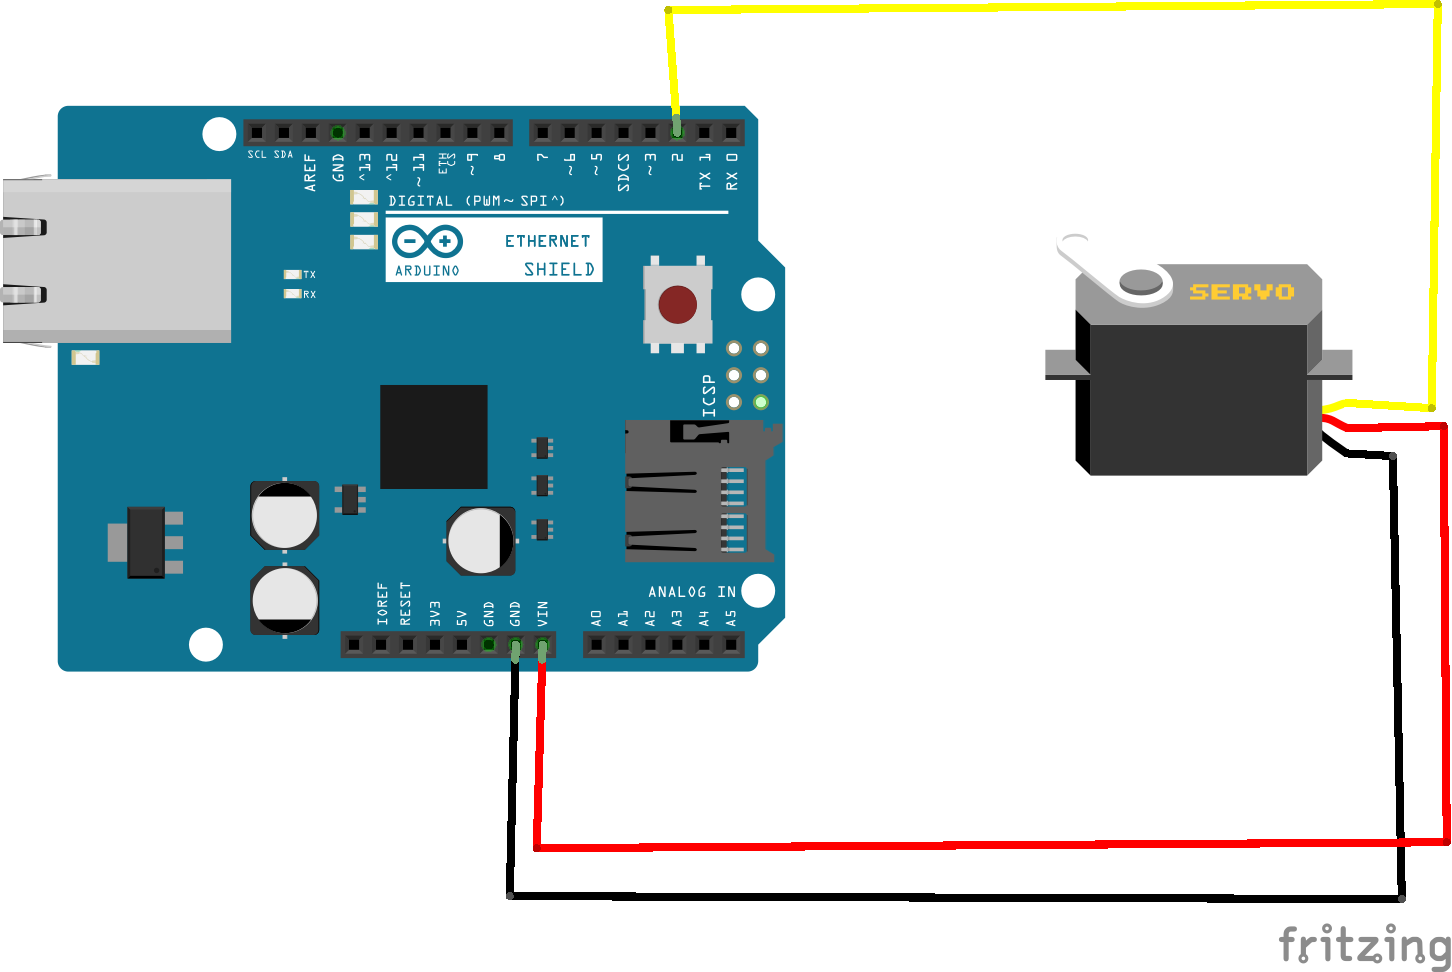 SCL SDA AREF GND ^13 ^12 ~11 ETH CS ~9 8 7 ~6 ~5 SDCS ~3 2 TX 1 RX 0
DIGITAL (PWM~ SPI^)
ETHERNET
SHIELD
ARDUINO
TX
RX
SERVO
ICSP
ANALOG IN
IOREF RESET 3V3 5V GND GND VIN A0 A1 A2 A3 A4 A5
fritzing